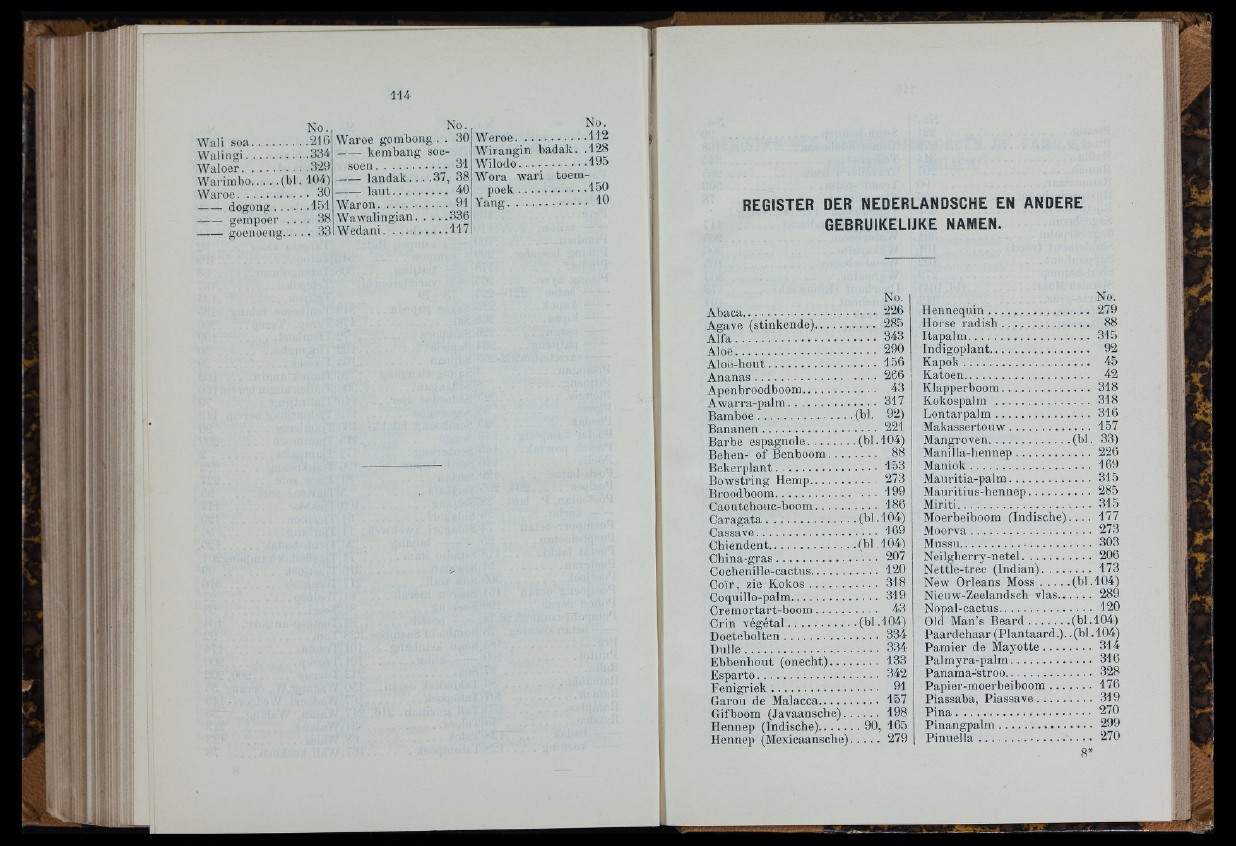 114
No.
Wali soa.........216
Walingi..........334
Waloer...........329
Warimbo.....(bl. 104)
Waroe........... 30
—— dogong......151
—— gempoer .... 38
—— goenoeng..... 33
No.
Waroe gombong.. 30
—— kembang soe-
soen............ 31
—— landak....37, 38
—— laut......... 40
Waron........... 91
Wawalingian......336
Wedani..........117
No.
Weroe...........112
Wirangin badak. .128
Wilodo...........195
Wora wari toem-
poek ...........150
Yang............ 10
REGISTER DER NEDERLANDSCHE EN ANDERE
GEBRUIKELIJKE NAMEN.
No.
Abaca..................... 226
Agave (stinkende).......... 285
Alfa...................... 343
Aloe...................... 290
Aloë-hout................. 156
Ananas................... 266
Apenbroodboom............ 43
Awarra-palm.............. 317
Bamboe................(bl. 92)
Bananen.................. 221
Barbe espagnole........(bl.104)
Behen- of Benboom........ 88
Bekerplant................ 153
Bowstring Hemp.......... 273
Broodboom............... 199
Caoutchouc-boom.......... 186
Caragata..............(bl.104)
Cassave................... 169
Chiendent.............(bl.104)
China-gras................ 207
Cochenille-cactus........... 120
Coïr, zie Kokos........... 318
Coquillo-palm.............. 319
Cremortart-boom.......... 43
Crin végétal...........(bl.104)
Doetebolten............... 334
Dulle..................... 334
Ebbenhout (onecht)........ 133
Esparto................... 342
Fenigriek................. 91
Garou de Malacca.......... 157
Gifboom (Javaansche)...... 198
Hennep (Indische)....... 90, 165
Hennep (Mexicaansche)..... 279
No.
Hennequin................ 279
Horse radish.............. 88
Itapalm................... 315
Indigoplant................ 92
Kapok.................... 45
Katoen.................... 42
Klapperboom.............. 318
Kokospalm............... 318
Lontarpalm............... 316
Makassertouw............. 157
Mangroven.............(bl. 33)
Manilla-hennep............ 226
Maniok................... 169
Mauritia-palm............. 315
Mauritius-hennep.......... 285
Miriti..................... 315
Moerbeiboom (Indische).... 177
Moorva................... 273
Mussu.................... 303
Neilgherry-netel........... 206
Nettle-tree (Indian)........ 173
New Orleans Moss.....(bl.104)
Nieuw-Zeelandsch vlas...... 289
Nopal-cactus............... 120
Old Man's Beard.......(bl.104)
Paardehaar (Plantaard.)..(bl.104)
Pamier de Mayotte........ 314
Palmyra-palm............. 316
Panama-stroo.............. 328
Papier-moerbeiboom....... 176
Piassaba, Piassave......... 319
Pina...................... 270
Pinangpalm............... 299
Pinuella.................. 270
8*